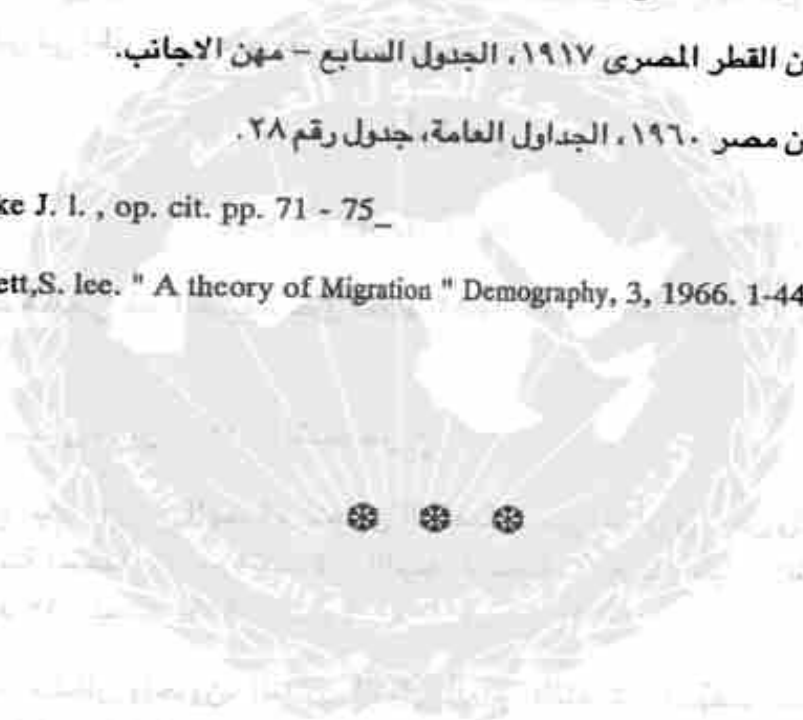 ن القطر المصرى ١٩١٧، الجدول السابع – مهن الاجانب.
ن مصر ١٩٦٠، الجداول العامة، جدول رقم ٢٨.
ke J. l. , op. cit. pp. 71 - 75_
ett,S. lee. " A theory of Migration " Demography, 3, 1966. 1-44